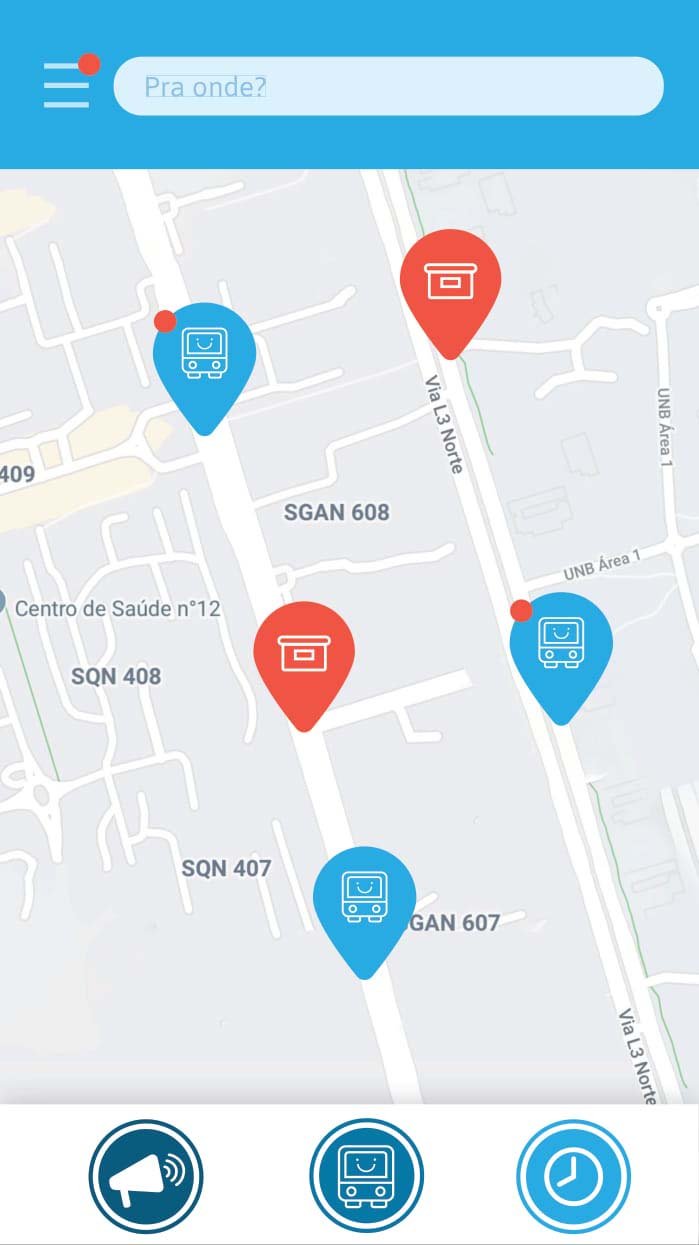 Pra onde?
Via L3 Norte
UNB Área 1
409
SGAN 608
UNB Área 1
Centro de Saúde n°12
SQN 408
SQN 407
GAN 607
Via L3 Norte